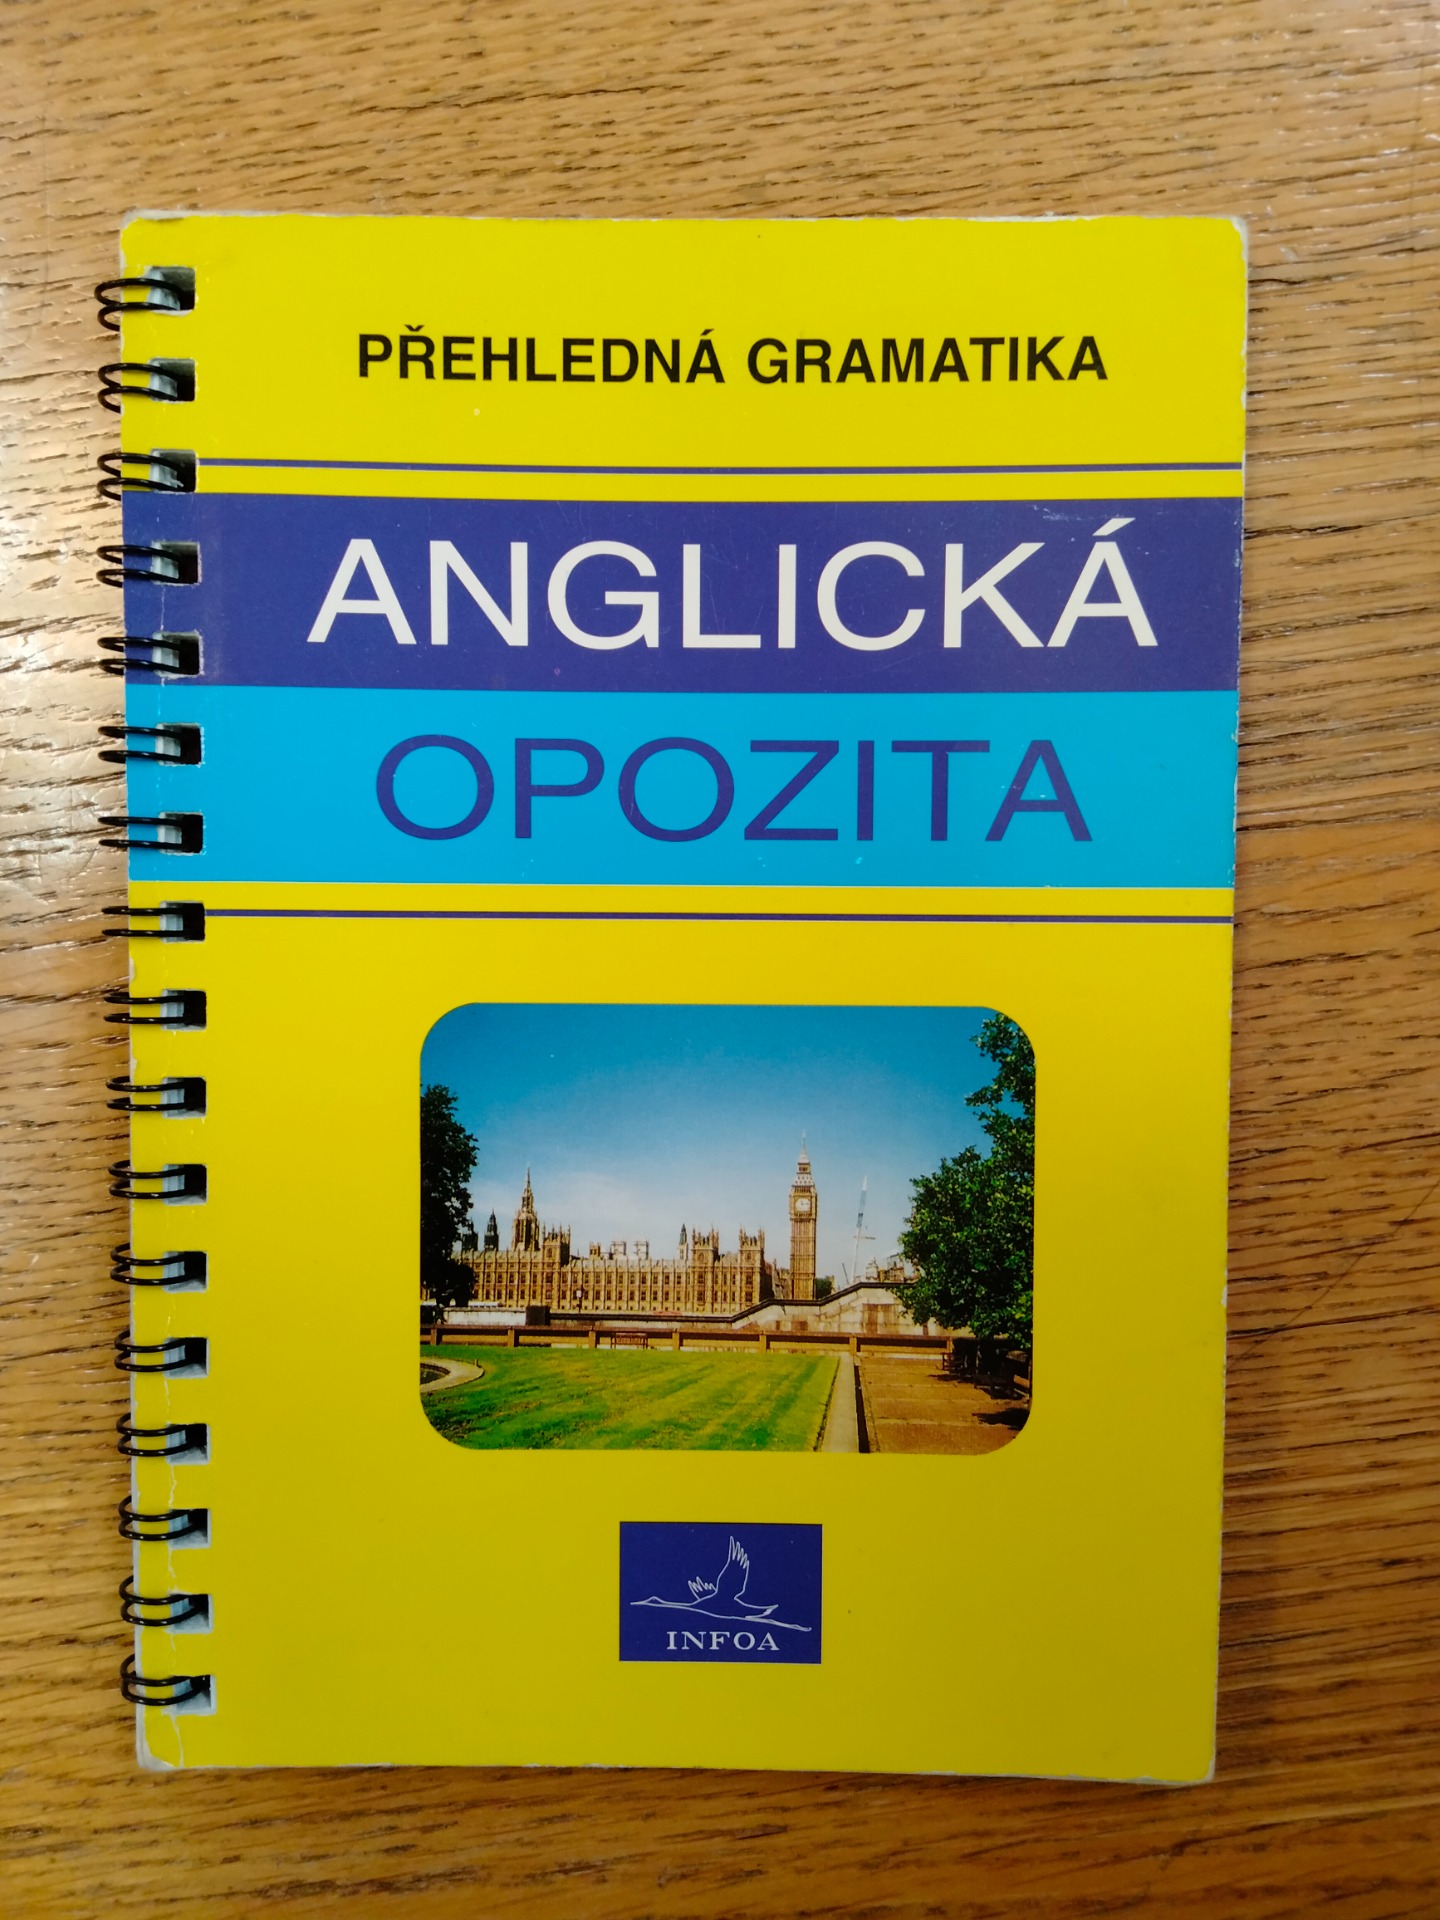 PŘEHLEDNÁ GRAMATIKA
ANGLICKÁ
OPOZITA
INFOA